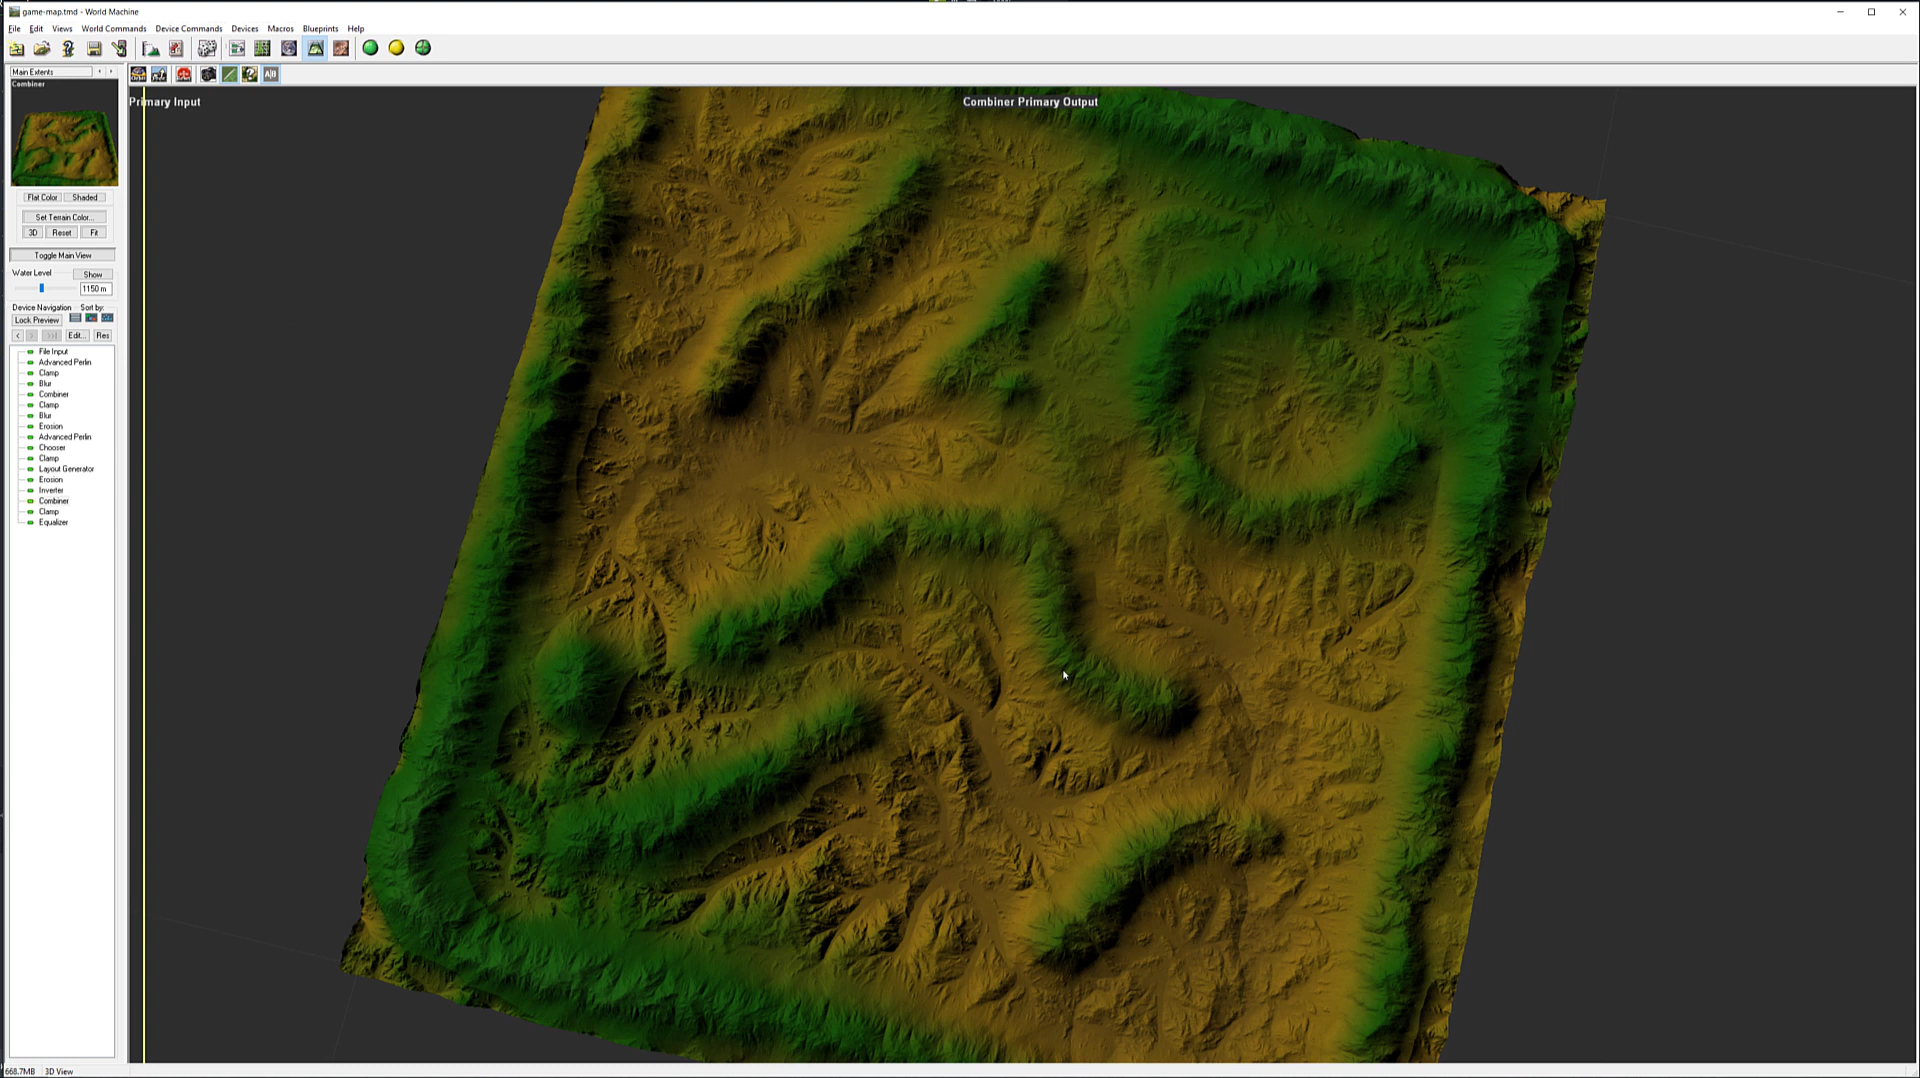 game-map.tmd - World Machine
File Edit Views World Commands Device Commands Devices Macros Blueprints Help
Main Extents
Combiner
Primary Input
Combiner Primary Output
Flat Color Shaded
Set Terrain Color...
3D Reset Fit
Toggle Main View
Water Level Show
1150 m
Device Navigation Sort by:
Lock Preview
< > >>| Edit... Res
File Input
Advanced Perlin
Clamp
Blur
Combiner
Clamp
Blur
Erosion
Advanced Perlin
Chooser
Clamp
Layout Generator
Erosion
Inverter
Combiner
Clamp
Equalizer
668.7MB 3D View